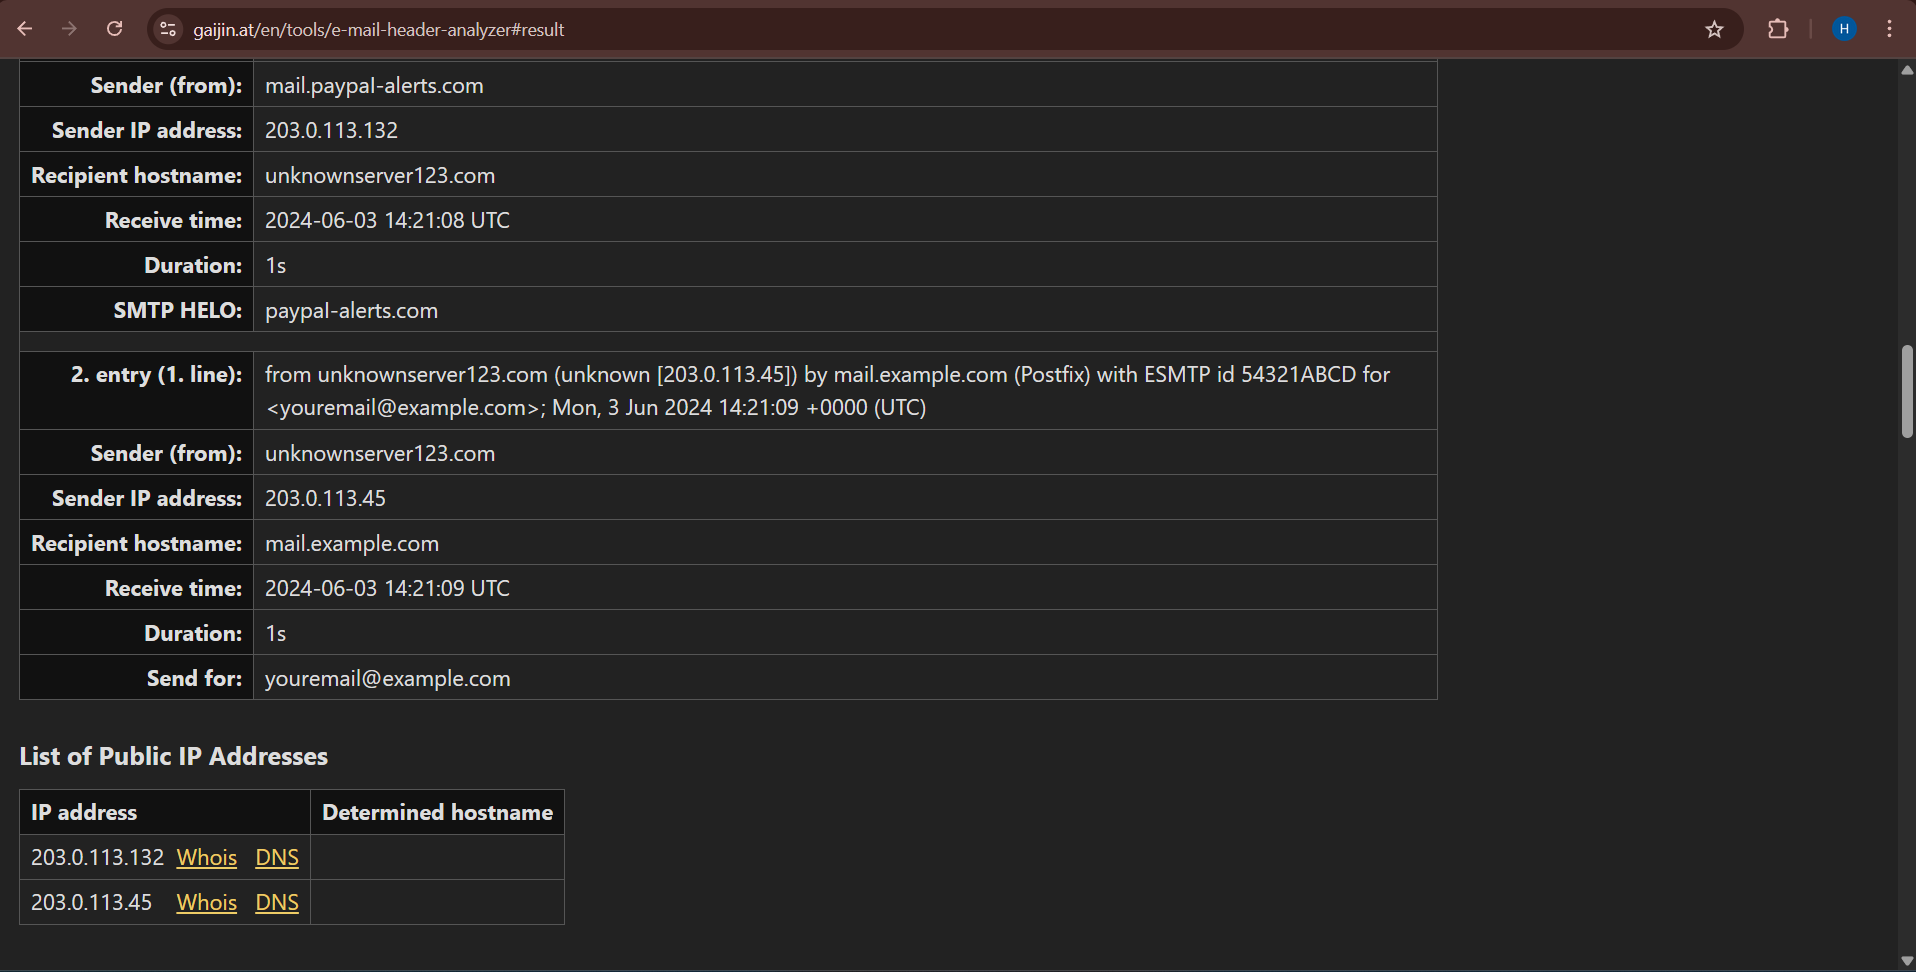 gaijin.at/en/tools/e-mail-header-analyzer#result
H
Sender (from): mail.paypal-alerts.com
Sender IP address: 203.0.113.132
Recipient hostname: unknownserver123.com
Receive time: 2024-06-03 14:21:08 UTC
Duration: 1s
SMTP HELO: paypal-alerts.com
2. entry (1. line): from unknownserver123.com (unknown [203.0.113.45]) by mail.example.com (Postfix) with ESMTP id 54321ABCD for
<youremail@example.com>; Mon, 3 Jun 2024 14:21:09 +0000 (UTC)
Sender (from): unknownserver123.com
Sender IP address: 203.0.113.45
Recipient hostname: mail.example.com
Receive time: 2024-06-03 14:21:09 UTC
Duration: 1s
Send for: youremail@example.com
List of Public IP Addresses
IP address Determined hostname
203.0.113.132 Whois DNS
203.0.113.45 Whois DNS